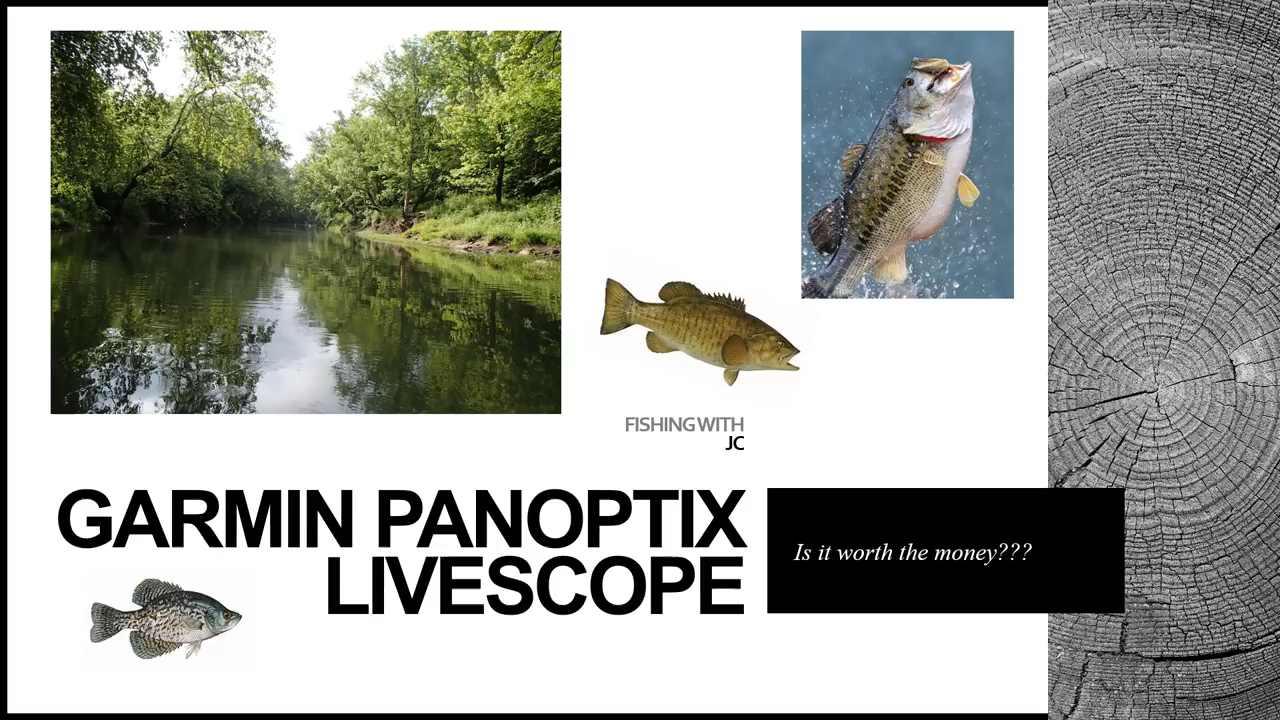 FISHING WITH
JC
GARMIN PANOPTIX
LIVESCOPE
Is it worth the money???